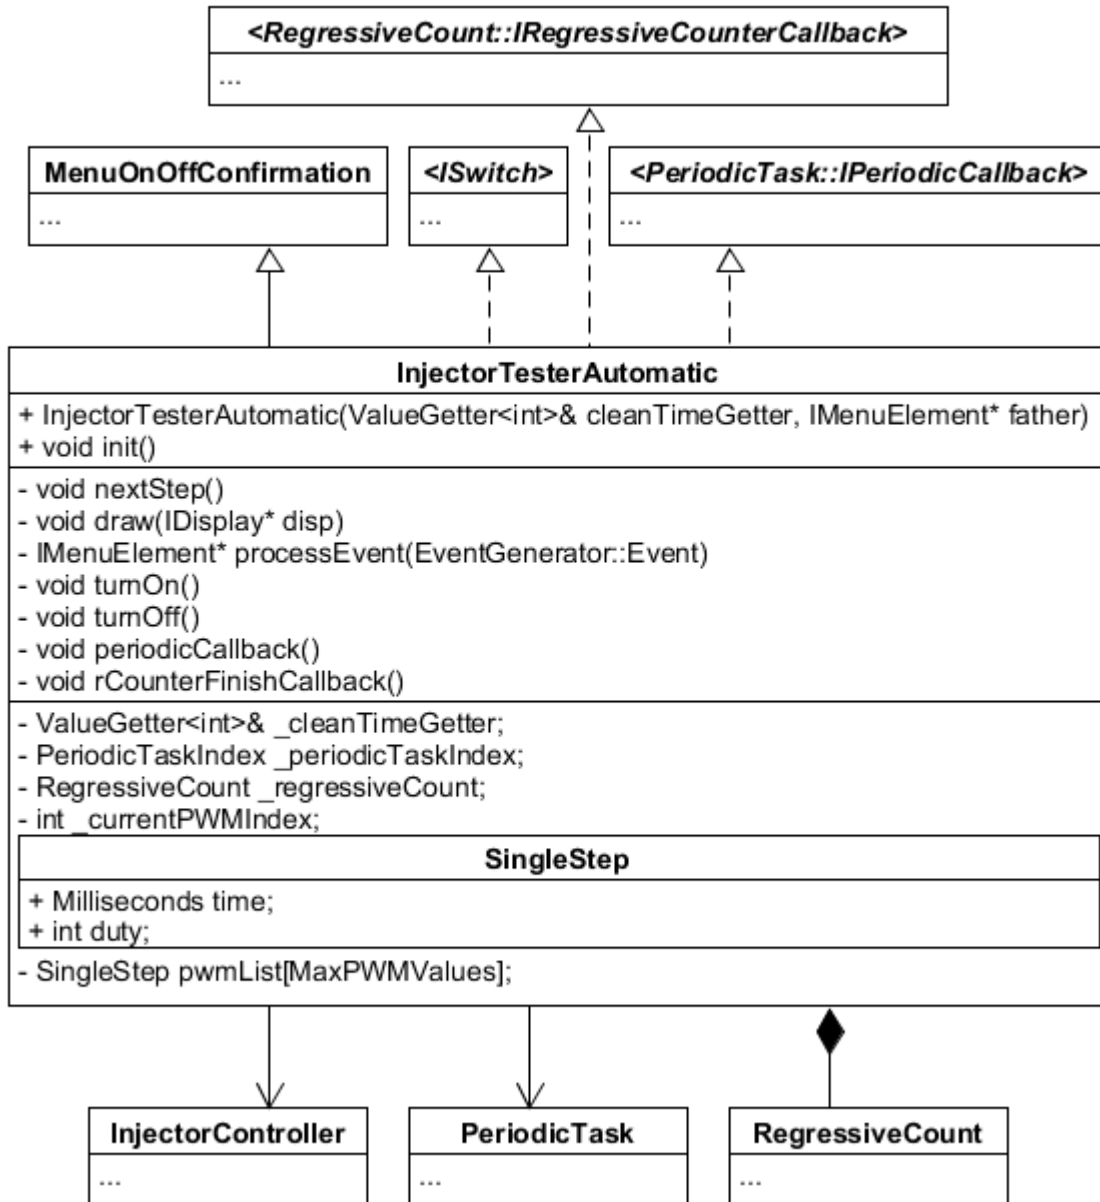 <RegressiveCount::IRegressiveCounterCallback>
...
MenuOnOffConfirmation
...
<ISwitch>
...
<PeriodicTask::IPeriodicCallback>
...
InjectorTesterAutomatic
+ InjectorTesterAutomatic(ValueGetter<int>& cleanTimeGetter, IMenuElement* father)
+ void init()
- void nextStep()
- void draw(IDisplay* disp)
- IMenuElement* processEvent(EventGenerator::Event)
- void turnOn()
- void turnOff()
- void periodicCallback()
- void rCounterFinishCallback()
- ValueGetter<int>& _cleanTimeGetter;
- PeriodicTaskIndex _periodicTaskIndex;
- RegressiveCount _regressiveCount;
- int _currentPWMIndex;
SingleStep
+ Milliseconds time;
+ int duty;
- SingleStep pwmList[MaxPWMValues];
InjectorController
...
PeriodicTask
...
RegressiveCount
...